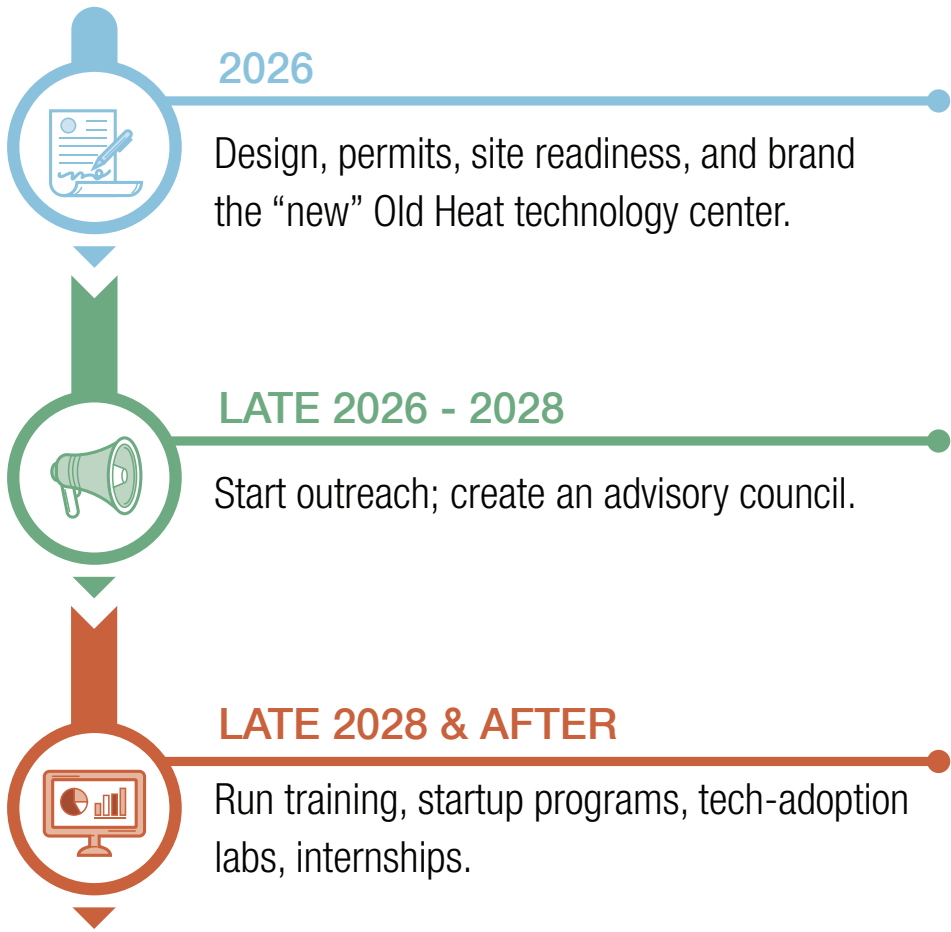 2026
Design, permits, site readiness, and brand
the “new” Old Heat technology center.
LATE 2026 - 2028
Start outreach; create an advisory council.
LATE 2028 & AFTER
Run training, startup programs, tech-adoption
labs, internships.